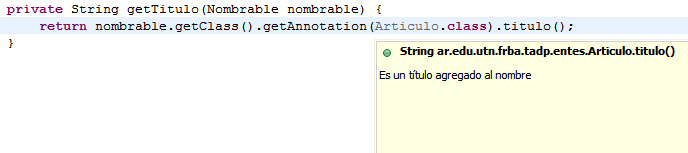 private String getTitulo(Nombrable nombrable) {
return nombrable.getClass().getAnnotation(Articulo.class).titulo();
}
String ar.edu.utn.frba.tadp.entes.Articulo.titulo()
Es un título agregado al nombre